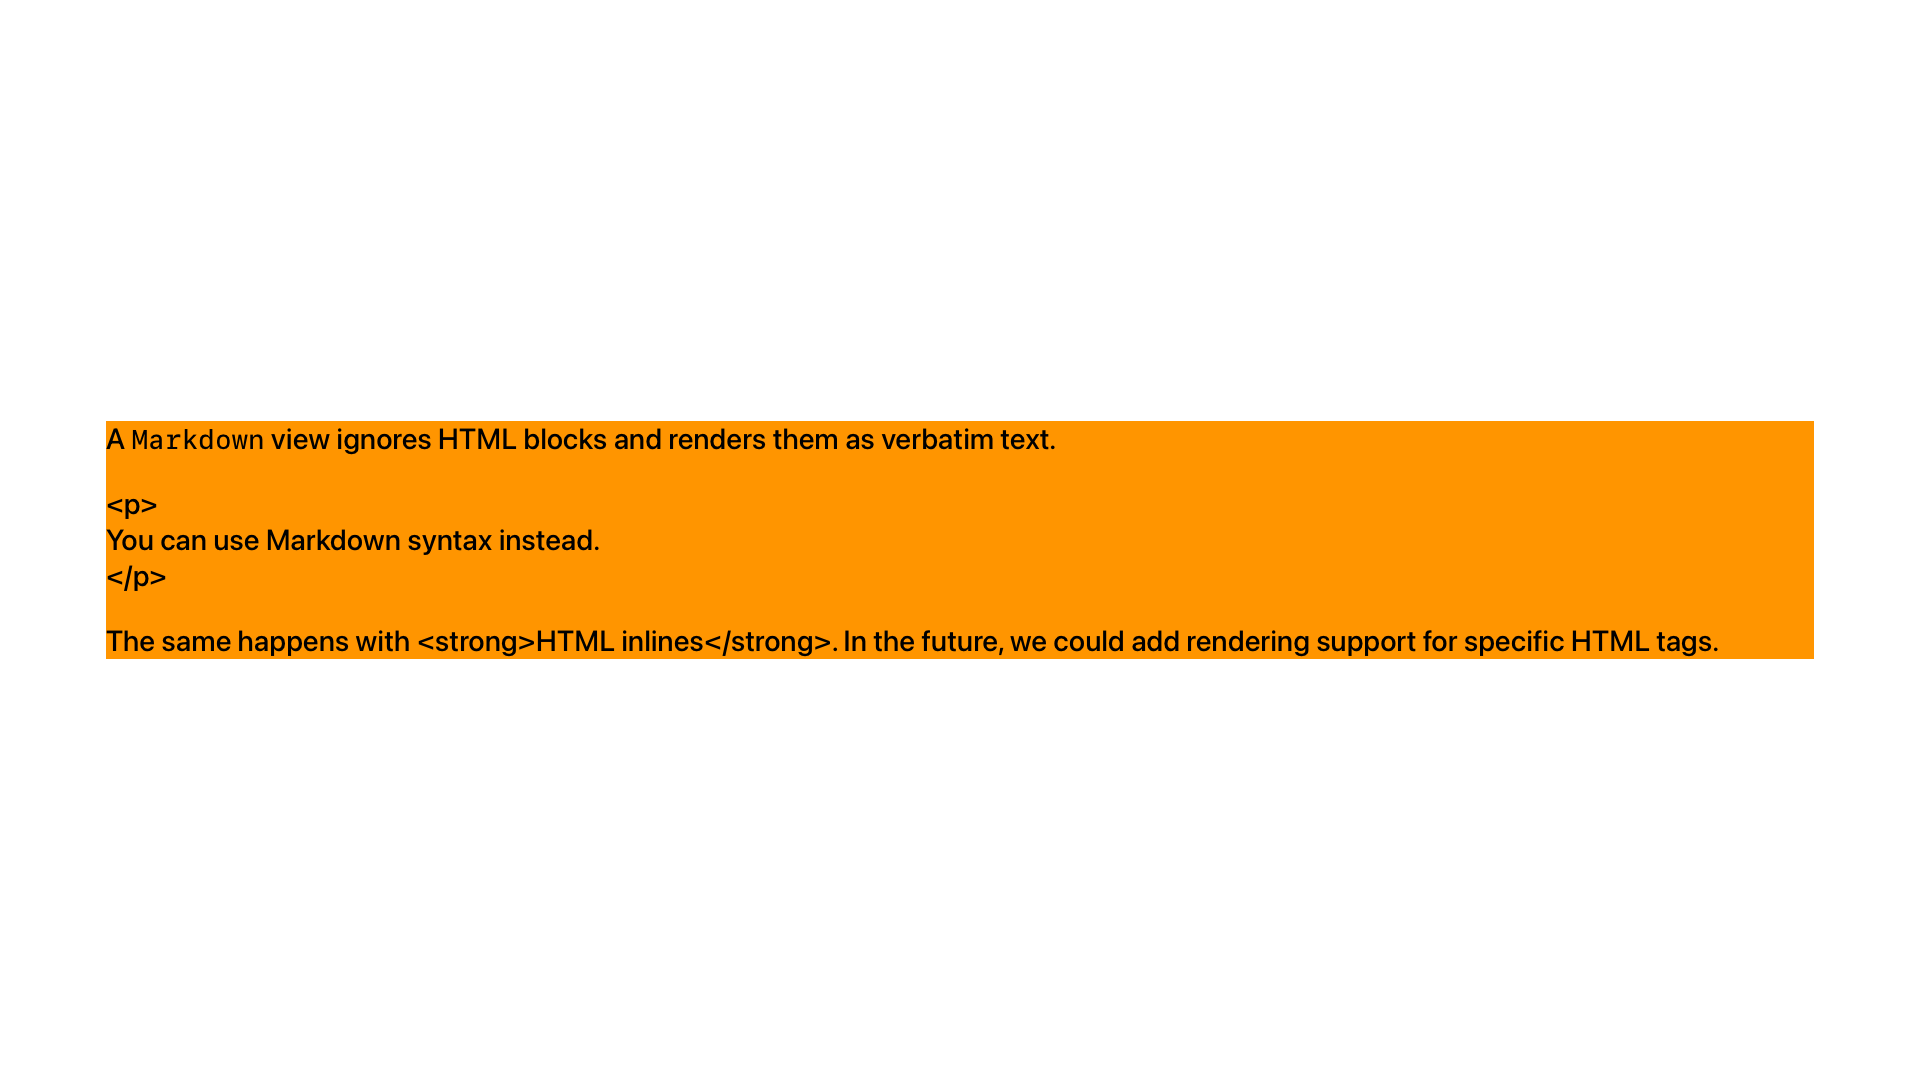 A Markdown view ignores HTML blocks and renders them as verbatim text.
<p>
You can use Markdown syntax instead.
</p>
The same happens with <strong>HTML inlines</strong>. In the future, we could add rendering support for specific HTML tags.